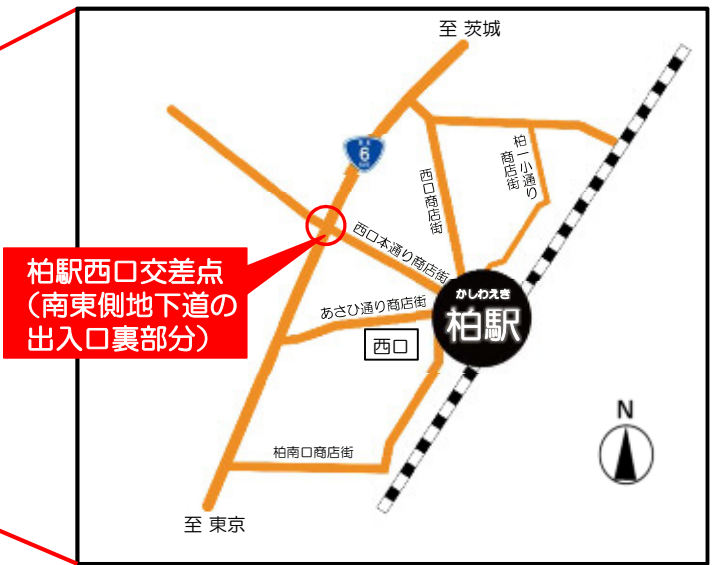 至 茨城
6
柏一小通り
商店街
西口商店街
西口本通り商店街
柏駅西口交差点
（南東側地下道の
出入口裏部分）
かしわえき
柏駅
あさひ通り商店街
西口
N
柏南口商店街
至 東京